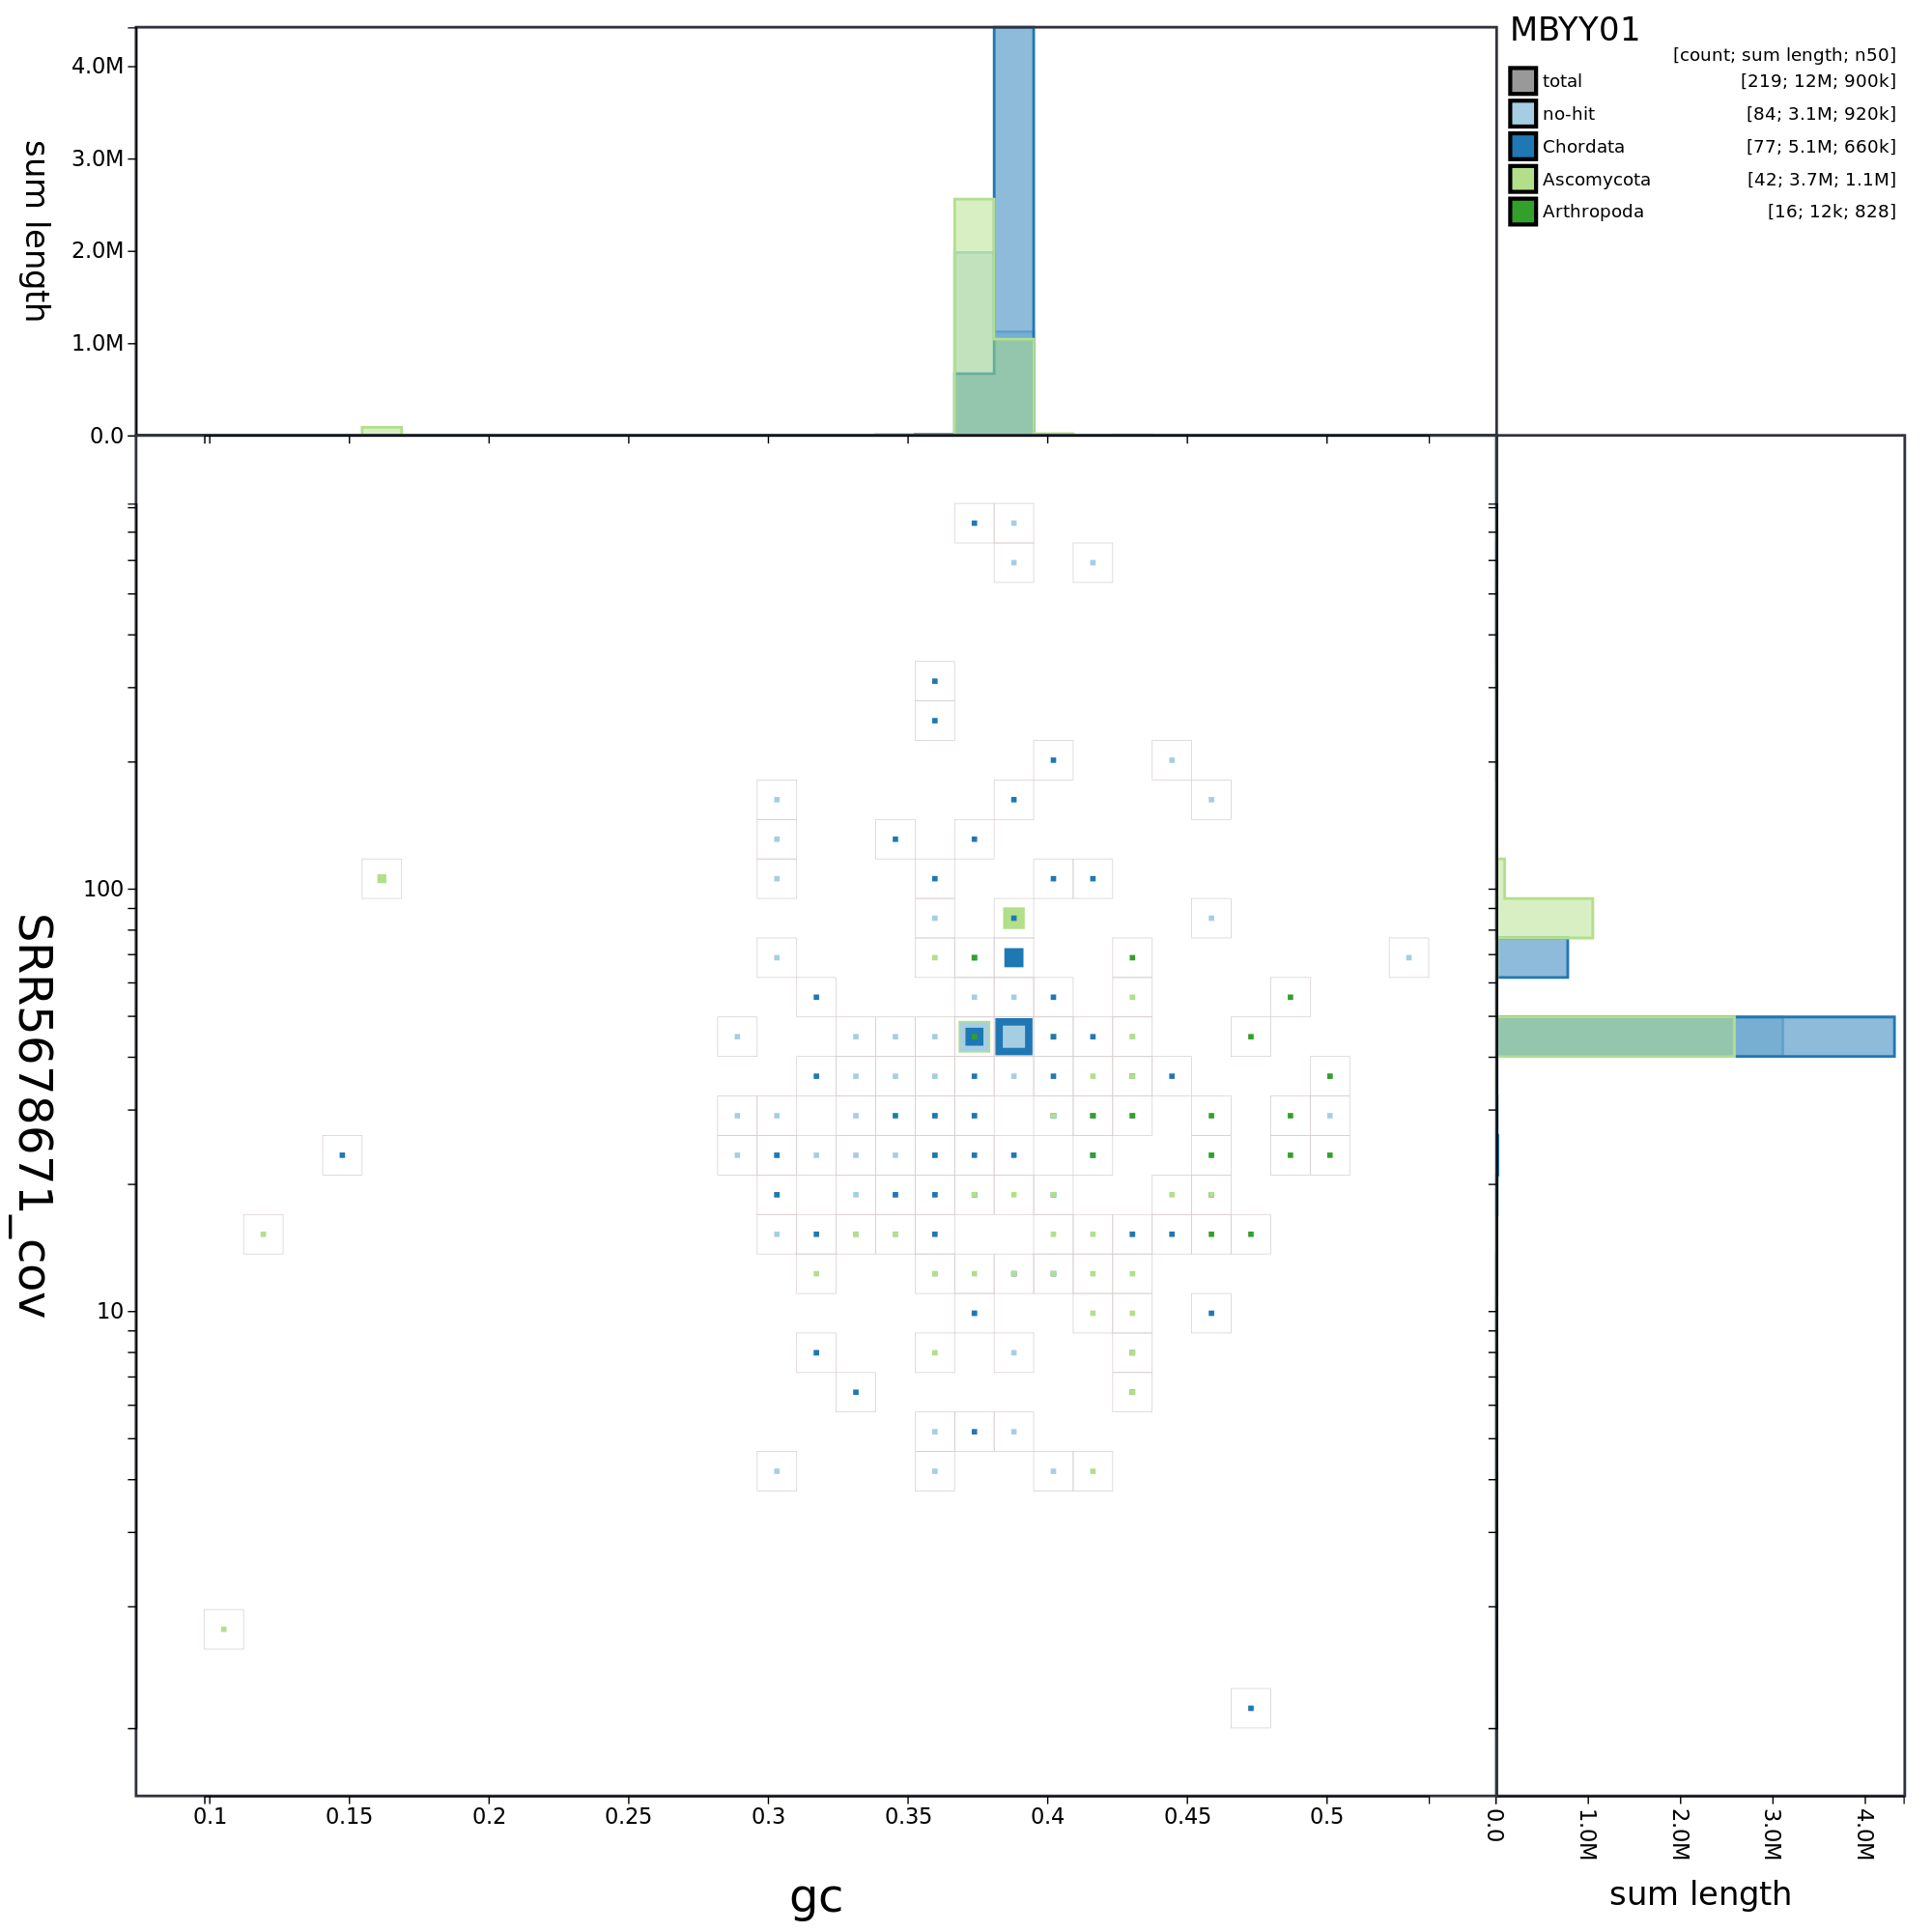 MBYY01
[count; sum length; n50]
total [219; 12M; 900k]
no-hit [84; 3.1M; 920k]
Chordata [77; 5.1M; 660k]
Ascomycota [42; 3.7M; 1.1M]
Arthropoda [16; 12k; 828]
sum length
4.0M
3.0M
2.0M
1.0M
0.0
SRR5678671_cov
100
10
0.1 0.15 0.2 0.25 0.3 0.35 0.4 0.45 0.5
gc
0.0 1.0M 2.0M 3.0M 4.0M
sum length